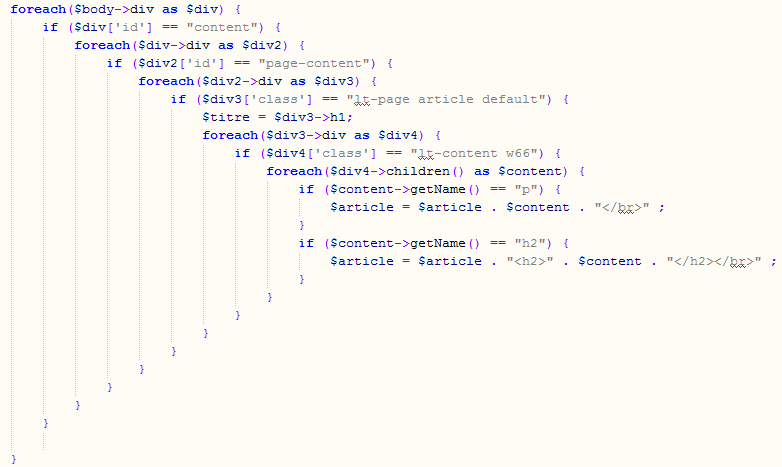 foreach($body->div as $div) {
if ($div['id'] == "content") {
foreach($div->div as $div2) {
if ($div2['id'] == "page-content") {
foreach($div2->div as $div3) {
if ($div3['class'] == "lt-page article default") {
$titre = $div3->h1;
foreach($div3->div as $div4) {
if ($div4['class'] == "lt-content w66") {
foreach($div4->children() as $content) {
if ($content->getName() == "p") {
$article = $article . $content . "</br>" ;
}
if ($content->getName() == "h2") {
$article = $article . "<h2>" . $content . "</h2></br>" ;
}
}
}
}
}
}
}
}
}
}